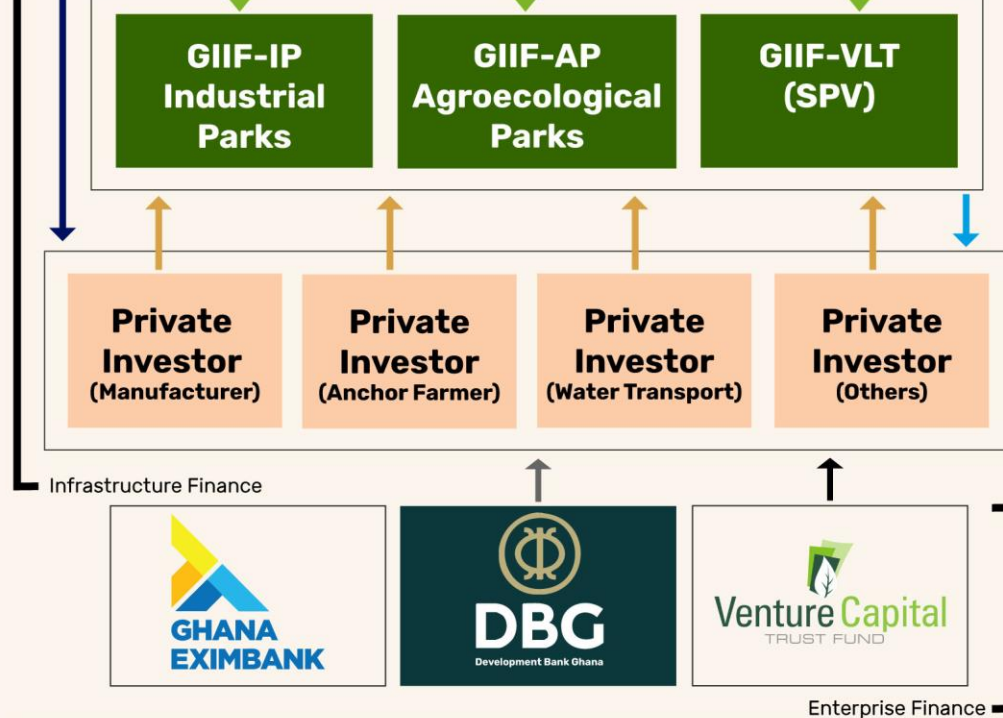 GIIF-IP
Industrial
Parks
GIIF-AP
Agroecological
Parks
GIIF-VLT
(SPV)
Private
Investor
(Manufacturer)
Private
Investor
(Anchor Farmer)
Private
Investor
(Water Transport)
Private
Investor
(Others)
Infrastructure Finance
GHANA
EXIMBANK
DBG
Development Bank Ghana
Venture Capital
TRUST FUND
Enterprise Finance